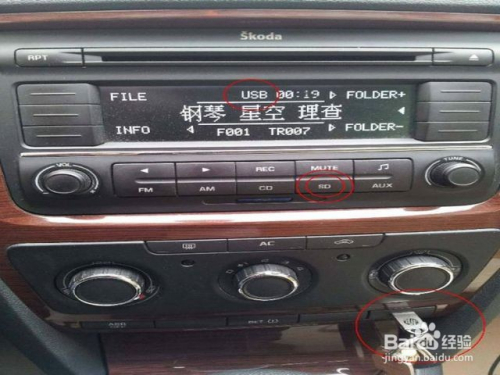 Škoda
RPT
FILE USB 00:19 FOLDER+
钢琴 星空 理查
INFO F001 TR007 FOLDER-
VOL REC MUTE TUNE
FM AM CD SD AUX
AC
Baidu经验
jingyan.baidu.com